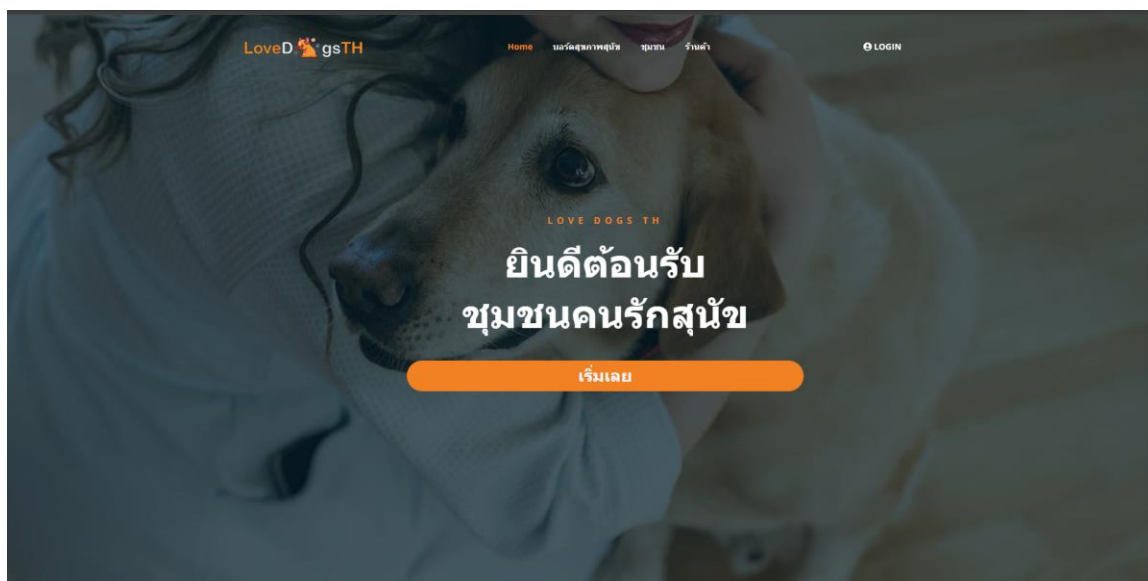 LoveD gsTH
Home บอร์ดสุขภาพสุนัข ชุมชน ร้านค้า
LOGIN
LOVE DOGS TH
ยินดีต้อนรับ
ชุมชนคนรักสุนัข
เริ่มเลย